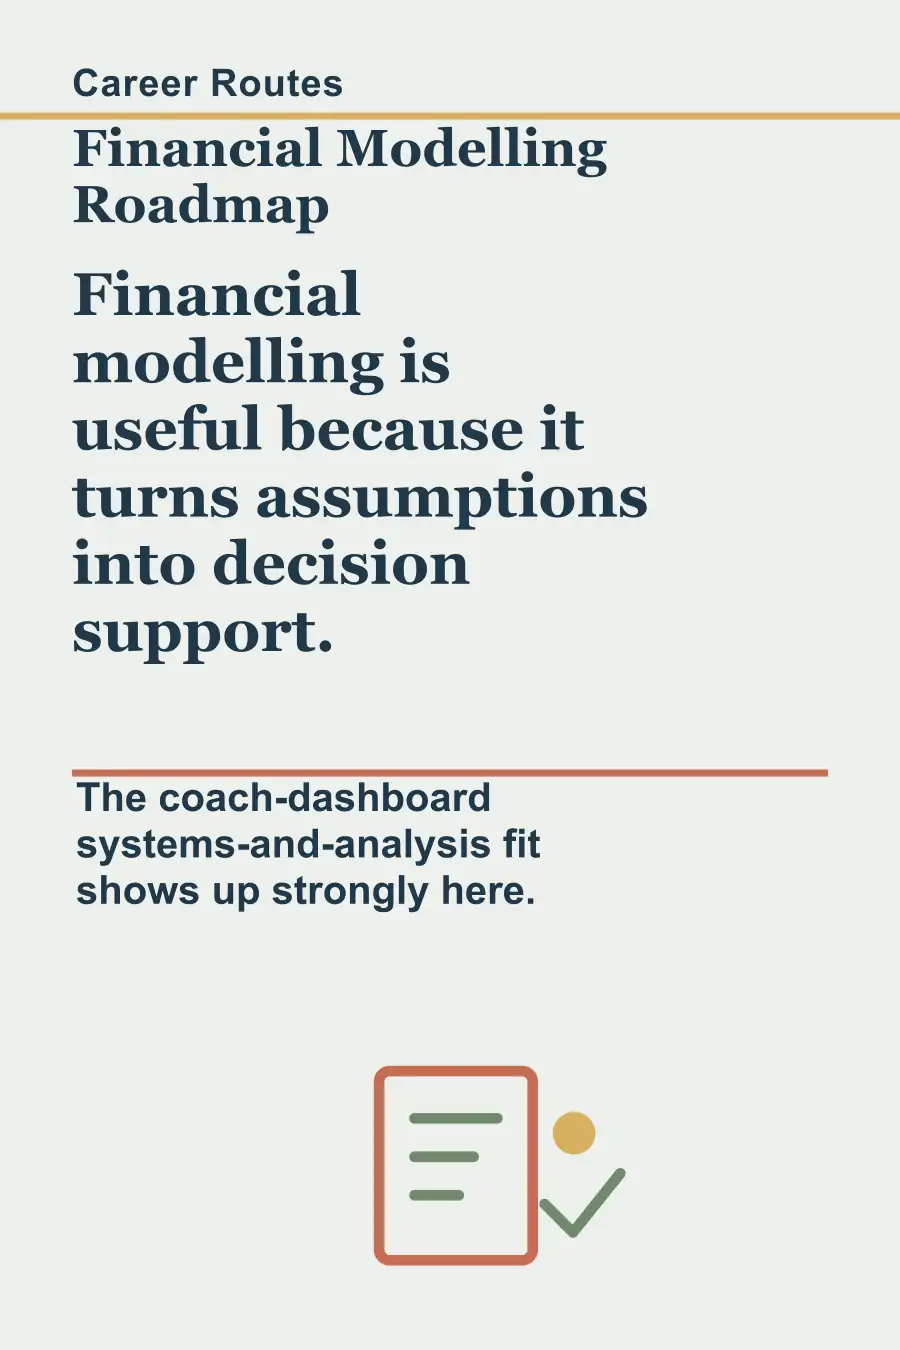 Career Routes
Financial Modelling
Roadmap
Financial
modelling is
useful because it
turns assumptions
into decision
support.
The coach-dashboard
systems-and-analysis fit
shows up strongly here.